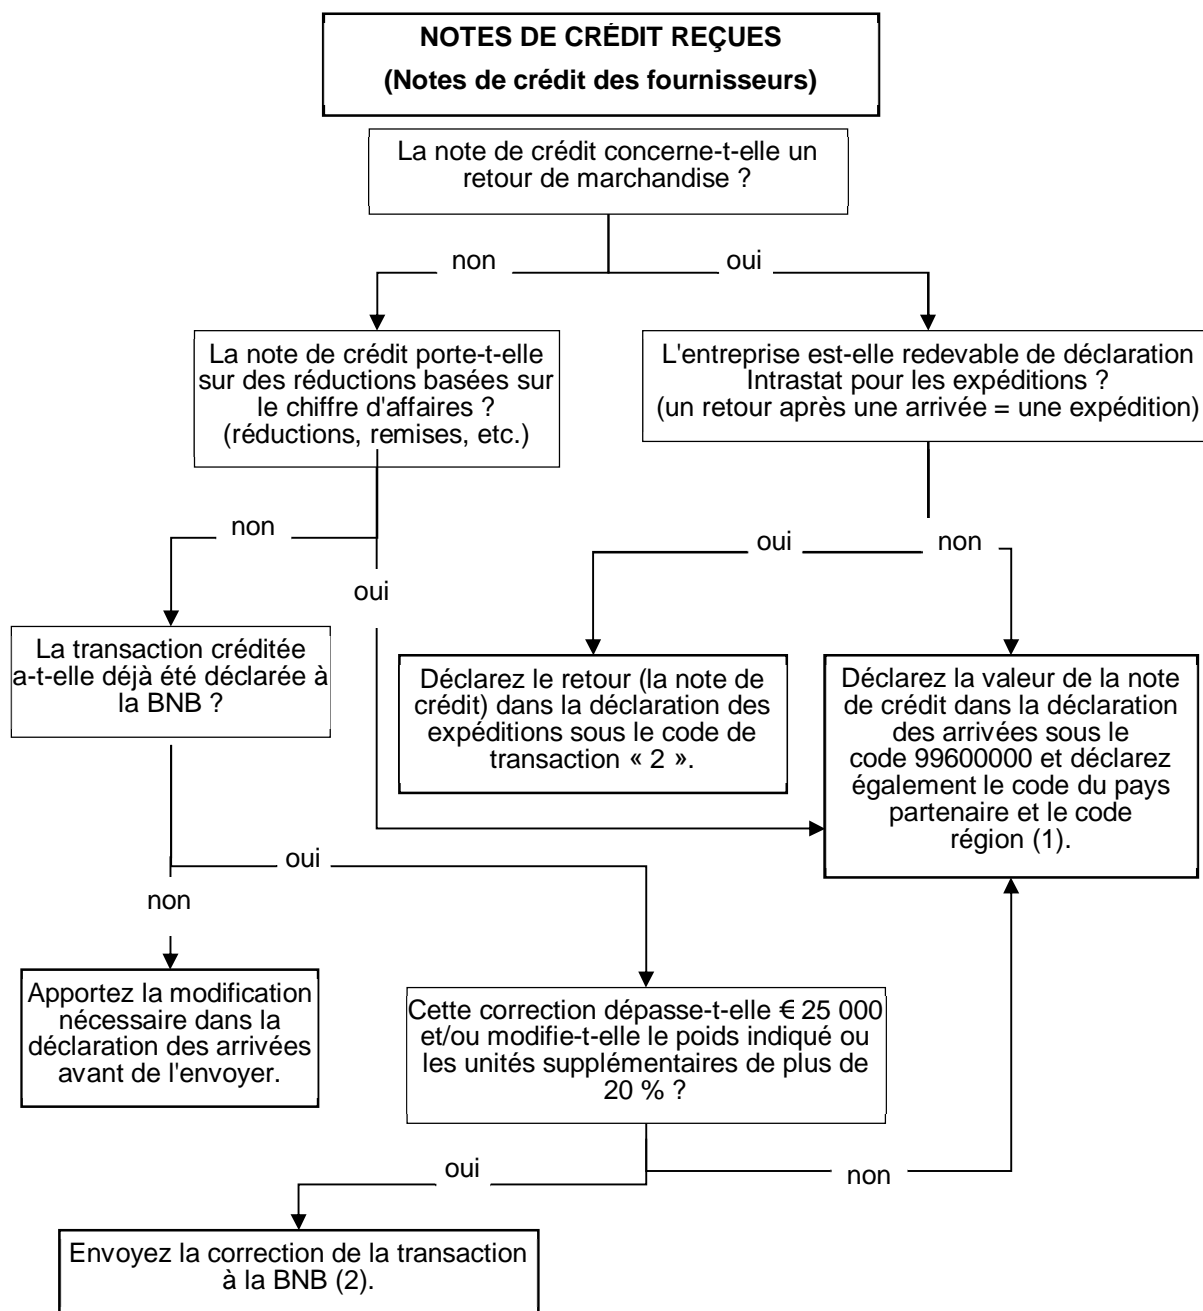 NOTES DE CRÉDIT REÇUES
(Notes de crédit des fournisseurs)
La note de crédit concerne-t-elle un
retour de marchandise ?
non
oui
La note de crédit porte-t-elle
sur des réductions basées sur
le chiffre d'affaires ?
(réductions, remises, etc.)
L'entreprise est-elle redevable de déclaration
Intrastat pour les expéditions ?
(un retour après une arrivée = une expédition)
non
oui
oui
non
La transaction créditée
a-t-elle déjà été déclarée à
la BNB ?
Déclarez le retour (la note de
crédit) dans la déclaration des
expéditions sous le code de
transaction « 2 ».
Déclarez la valeur de la note
de crédit dans la déclaration
des arrivées sous le
code 99600000 et déclarez
également le code du pays
partenaire et le code
région (1).
oui
non
Apportez la modification
nécessaire dans la
déclaration des arrivées
avant de l'envoyer.
Cette correction dépasse-t-elle € 25 000
et/ou modifie-t-elle le poids indiqué ou
les unités supplémentaires de plus de
20 % ?
oui
non
Envoyez la correction de la transaction
à la BNB (2).